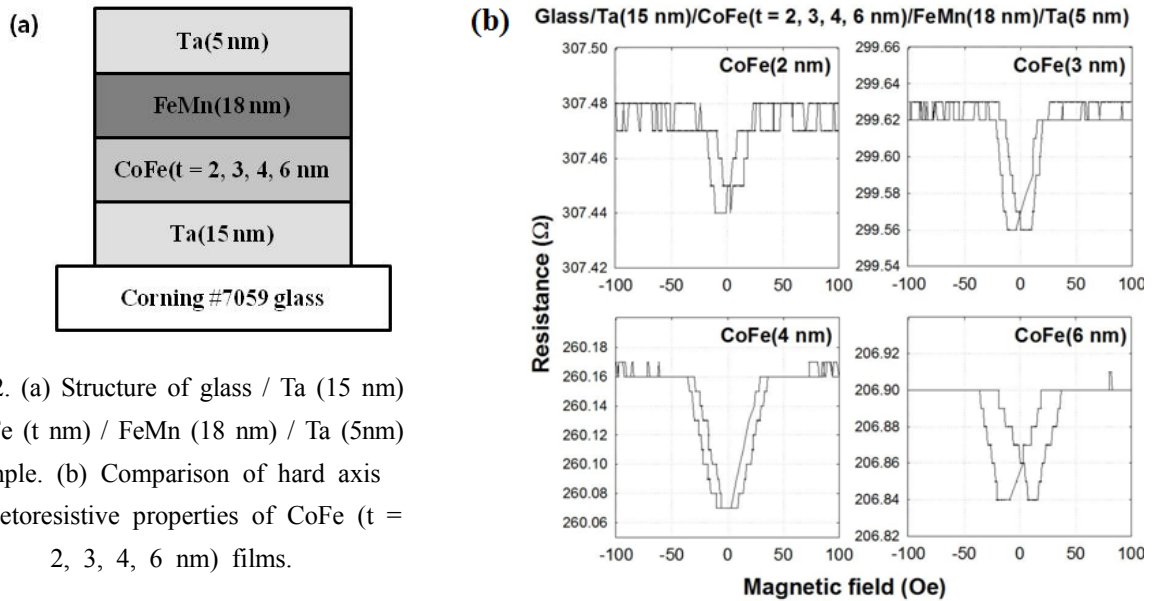 (a)
Ta(5 nm)
FeMn(18 nm)
CoFe(t = 2, 3, 4, 6 nm
Ta(15 nm)
Corning #7059 glass
2. (a) Structure of glass / Ta (15 nm)
e (t nm) / FeMn (18 nm) / Ta (5nm)
ple. (b) Comparison of hard axis
etoresistive properties of CoFe (t =
2, 3, 4, 6 nm) films.
(b)
Glass/Ta(15 nm)/CoFe(t = 2, 3, 4, 6 nm)/FeMn(18 nm)/Ta(5 nm)
Resistance (Ω)
CoFe(2 nm)
307.50
307.48
307.46
307.44
307.42
-100 -50 0 50 100
CoFe(3 nm)
299.66
299.64
299.62
299.60
299.58
299.56
299.54
-100 -50 0 50 100
CoFe(4 nm)
260.18
260.16
260.14
260.12
260.10
260.08
260.06
-100 -50 0 50 100
CoFe(6 nm)
206.92
206.90
206.88
206.86
206.84
206.82
-100 -50 0 50 100
Magnetic field (Oe)